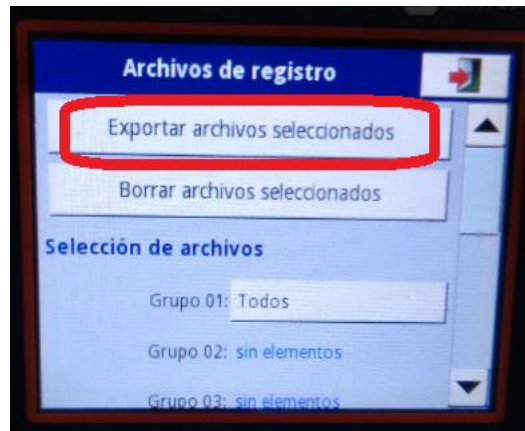 Archivos de registro
Exportar archivos seleccionados
Borrar archivos seleccionados
Selección de archivos
Grupo 01: Todos
Grupo 02: sin elementos
Grupo 03: sin elementos